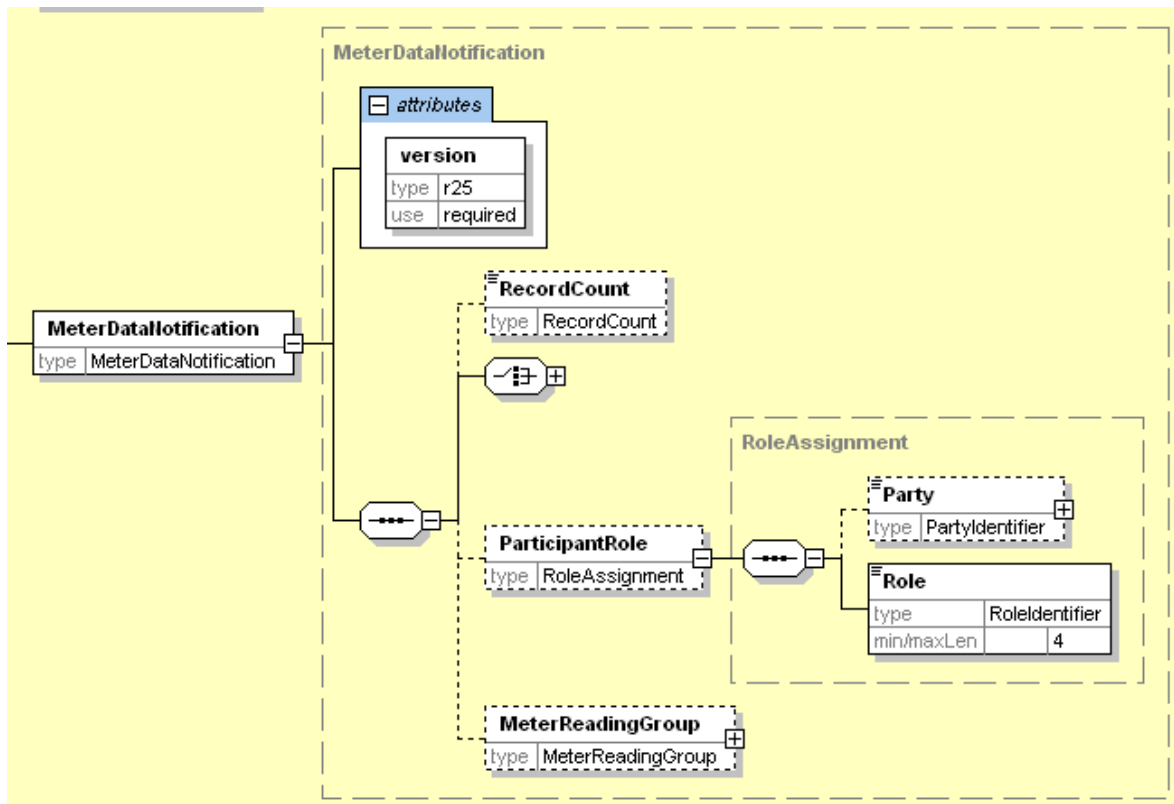 MeterDataNotification
attributes
version
type r25
use required
RecordCount
type RecordCount
MeterDataNotification
type MeterDataNotification
RoleAssignment
Party
type PartyIdentifier
ParticipantRole
type RoleAssignment
Role
type RoleIdentifier
min/maxLen 4
MeterReadingGroup
type MeterReadingGroup